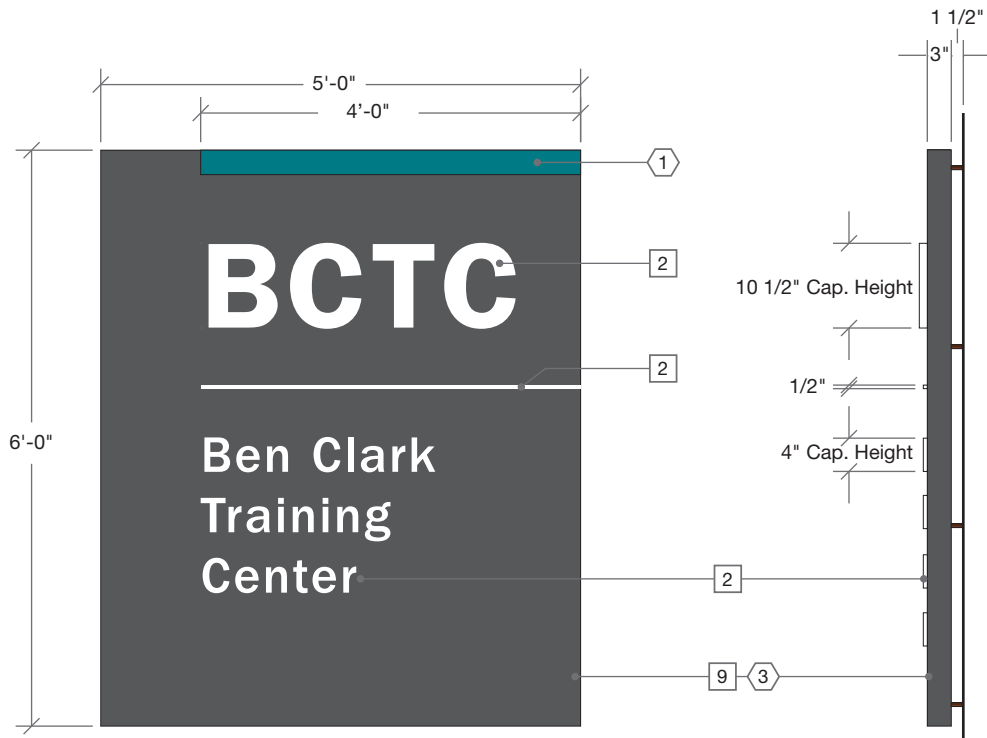 1 1/2"
3"
5'-0"
4’-0"
1
BCTC
2
10 1/2" Cap. Height
2
1/2"
6'-0"
Ben Clark
4" Cap. Height
Training
Center
2
9
3